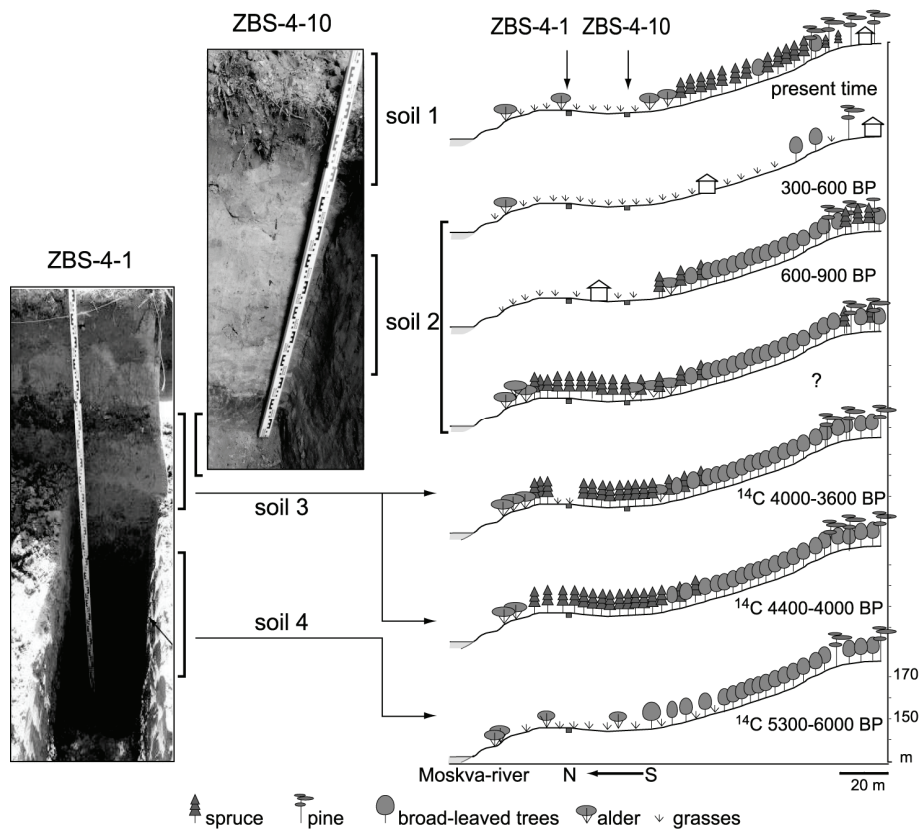 ZBS-4-10
ZBS-4-1 ZBS-4-10
soil 1
present time
300-600 BP
ZBS-4-1
soil 2
600-900 BP
?
14C 4000-3600 BP
soil 3
14C 4400-4000 BP
soil 4
170
150
14C 5300-6000 BP
m
Moskva-river N S
20 m
spruce pine broad-leaved trees alder grasses